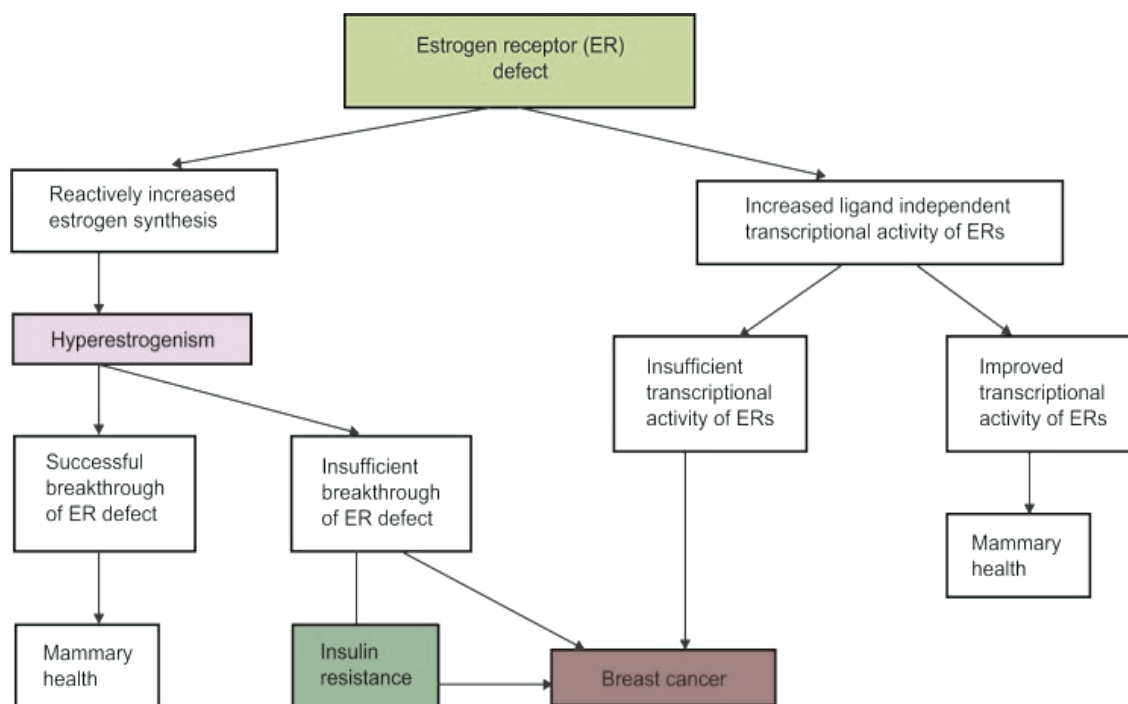 Estrogen receptor (ER)
defect
Reactively increased
estrogen synthesis
Increased ligand independent
transcriptional activity of ERs
Hyperestrogenism
Insufficient
transcriptional
activity of ERs
Improved
transcriptional
activity of ERs
Successful
breakthrough
of ER defect
Insufficient
breakthrough
of ER defect
Mammary
health
Mammary
health
Insulin
resistance
Breast cancer